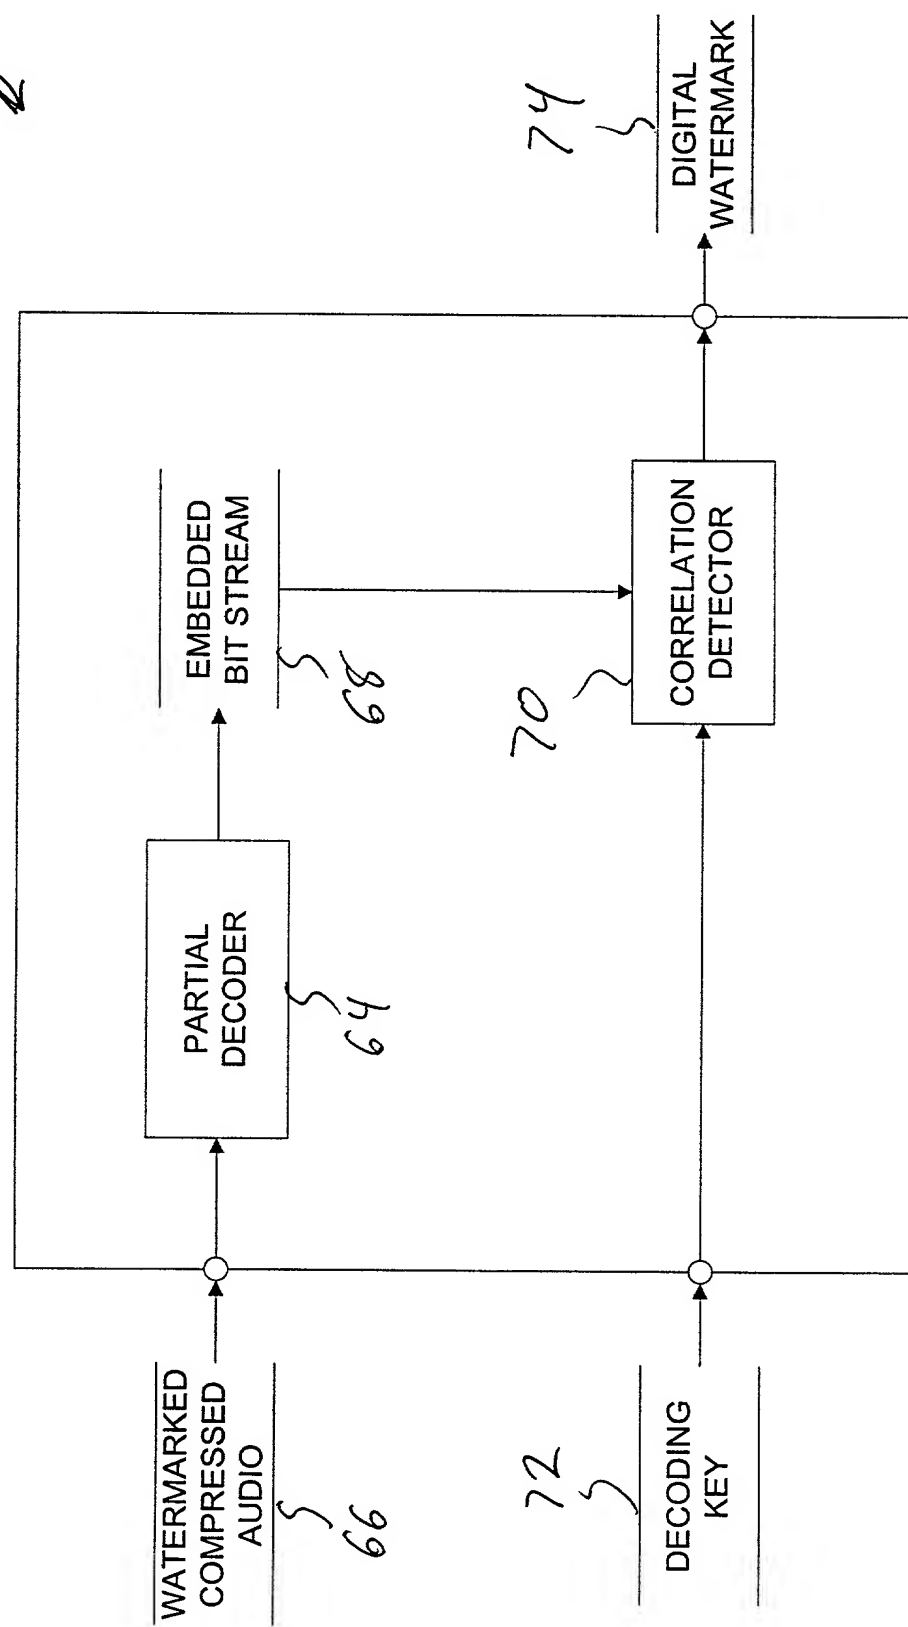 WATERMARKED
COMPRESSED
AUDIO
66
PARTIAL
DECODER
64
EMBEDDED
BIT STREAM
68
72
DECODING
KEY
70
CORRELATION
DETECTOR
74
DIGITAL
WATERMARK